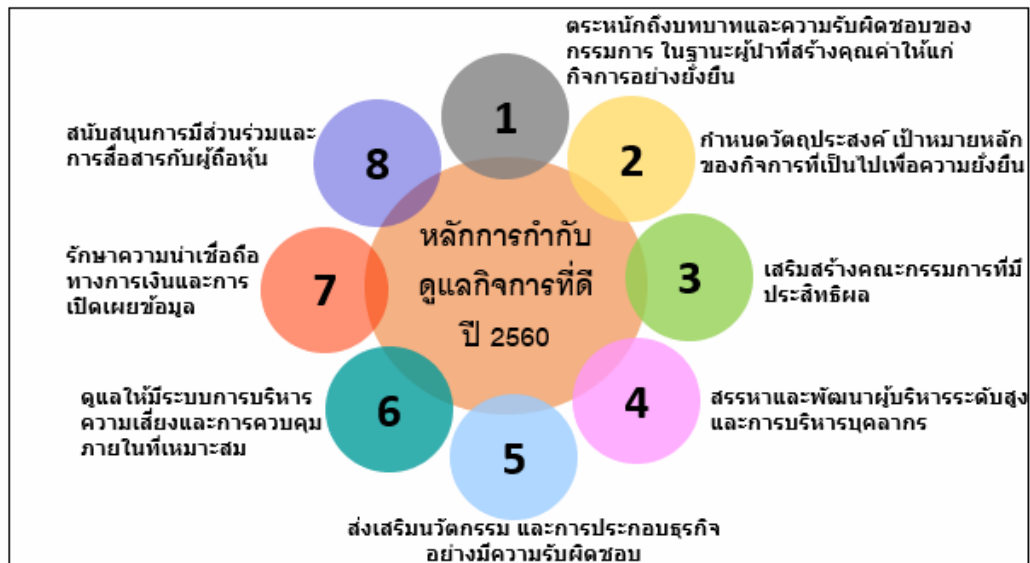 หลักการกำกับ
ดูแลกิจการที่ดี
ปี 2560
1
ตระหนักถึงบทบาทและความรับผิดชอบของ
กรรมการ ในฐานะผู้นำที่สร้างคุณค่าให้แก่
กิจการอย่างยั่งยืน
2
กำหนดวัตถุประสงค์ เป้าหมายหลัก
ของกิจการที่เป็นไปเพื่อความยั่งยืน
3
เสริมสร้างคณะกรรมการที่มี
ประสิทธิผล
4
สรรหาและพัฒนาผู้บริหารระดับสูง
และการบริหารบุคลากร
5
ส่งเสริมนวัตกรรม และการประกอบธุรกิจ
อย่างมีความรับผิดชอบ
6
ดูแลให้มีระบบการบริหาร
ความเสี่ยงและการควบคุม
ภายในที่เหมาะสม
7
รักษาความน่าเชื่อถือ
ทางการเงินและการ
เปิดเผยข้อมูล
8
สนับสนุนการมีส่วนร่วมและ
การสื่อสารกับผู้ถือหุ้น